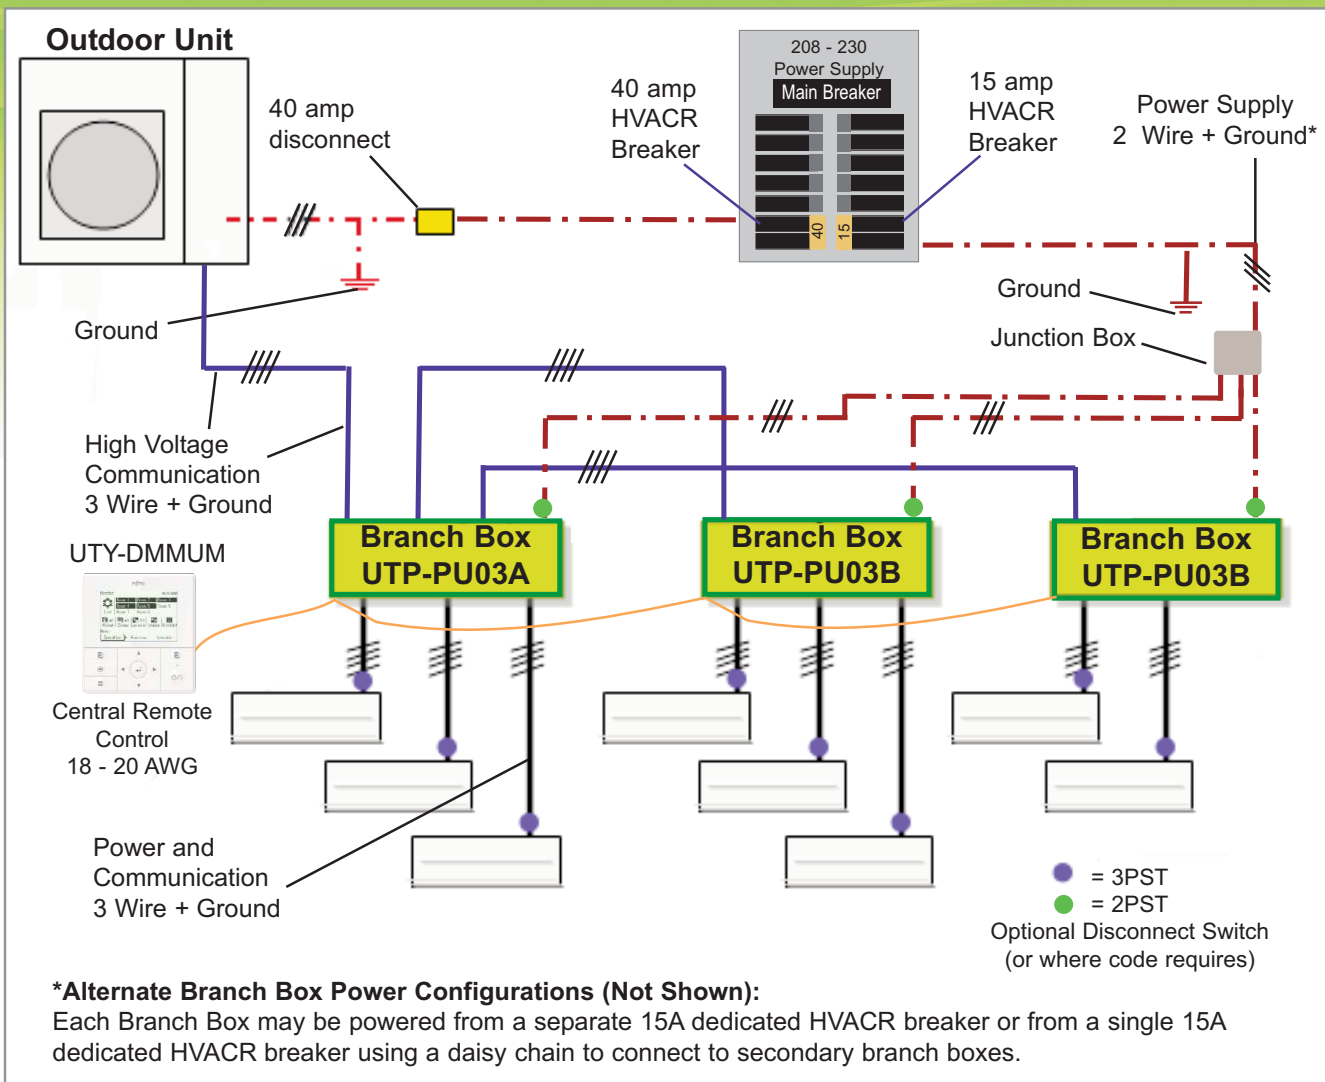 Outdoor Unit
40 amp
disconnect
40 amp
HVACR
Breaker
208 - 230
Power Supply
Main Breaker
40
15
15 amp
HVACR
Breaker
Power Supply
2 Wire + Ground*
Ground
Ground
Junction Box
High Voltage
Communication
3 Wire + Ground
UTY-DMMUM
Branch Box
UTP-PU03A
Branch Box
UTP-PU03B
Branch Box
UTP-PU03B
Central Remote
Control
18 - 20 AWG
Power and
Communication
3 Wire + Ground
= 3PST
= 2PST
Optional Disconnect Switch
(or where code requires)
*Alternate Branch Box Power Configurations (Not Shown):
Each Branch Box may be powered from a separate 15A dedicated HVACR breaker or from a single 15A
dedicated HVACR breaker using a daisy chain to connect to secondary branch boxes.